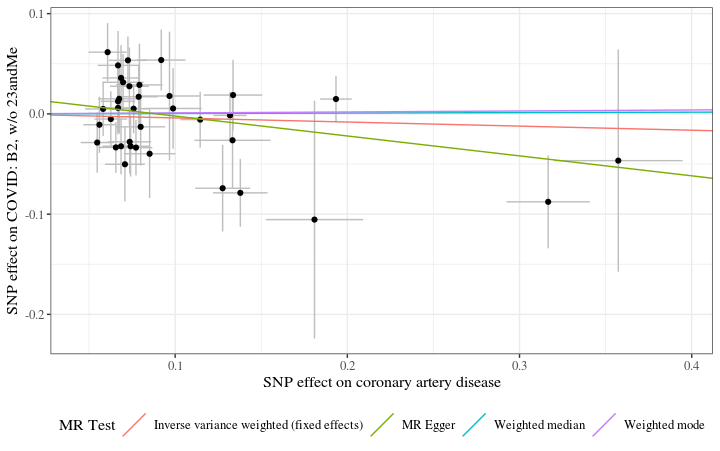 SNP effect on COVID: B2, w/o 23andMe
0.1
0.0
-0.1
-0.2
0.1 0.2 0.3 0.4
SNP effect on coronary artery disease
MR Test Inverse variance weighted (fixed effects) MR Egger Weighted median Weighted mode